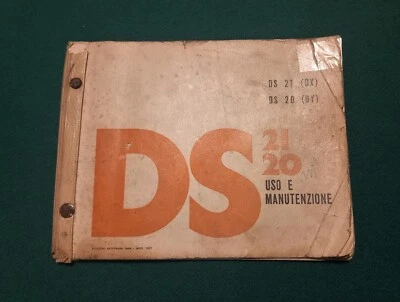 DS 21 (DX)
DS 20 (DY)
DS 21
20
USO E
MANUTENZIONE